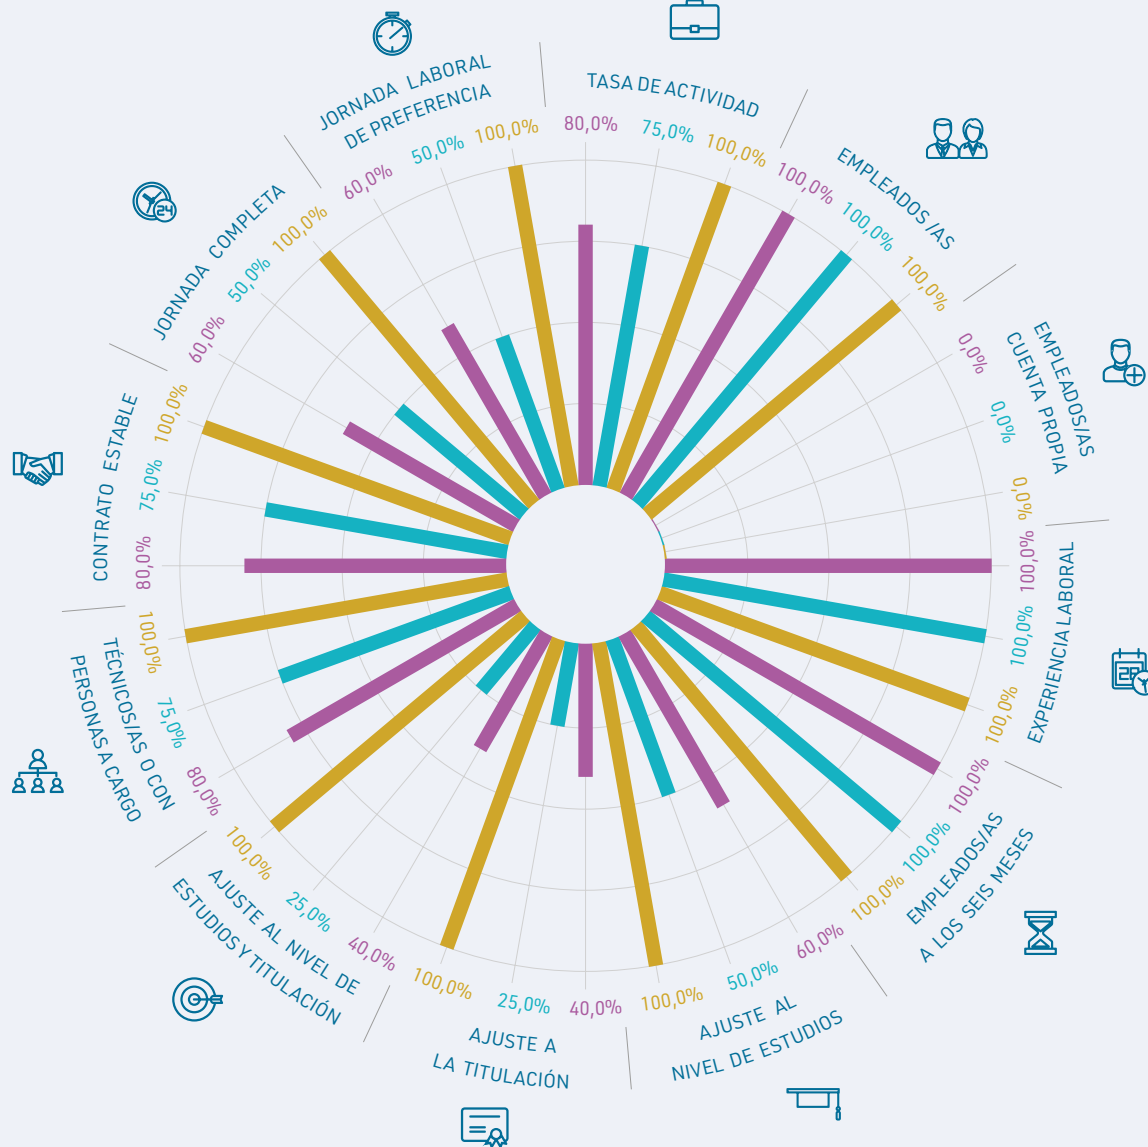 TASA DE ACTIVIDAD
80,0%
75,0%
100,0%
EMPLEADOS/AS
100,0%
100,0%
100,0%
EMPLEADOS/AS
CUENTA PROPIA
0,0%
0,0%
0,0%
EXPERIENCIA LABORAL
100,0%
100,0%
100,0%
EMPLEADOS/AS
A LOS SEIS MESES
100,0%
100,0%
100,0%
AJUSTE AL
NIVEL DE ESTUDIOS
60,0%
50,0%
100,0%
AJUSTE A
LA TITULACIÓN
40,0%
25,0%
100,0%
AJUSTE AL NIVEL DE
ESTUDIOS Y TITULACIÓN
40,0%
25,0%
100,0%
TÉCNICOS/AS O CON
PERSONAS A CARGO
80,0%
75,0%
100,0%
CONTRATO ESTABLE
80,0%
75,0%
100,0%
JORNADA COMPLETA
60,0%
50,0%
100,0%
JORNADA LABORAL
DE PREFERENCIA
60,0%
50,0%
100,0%
24